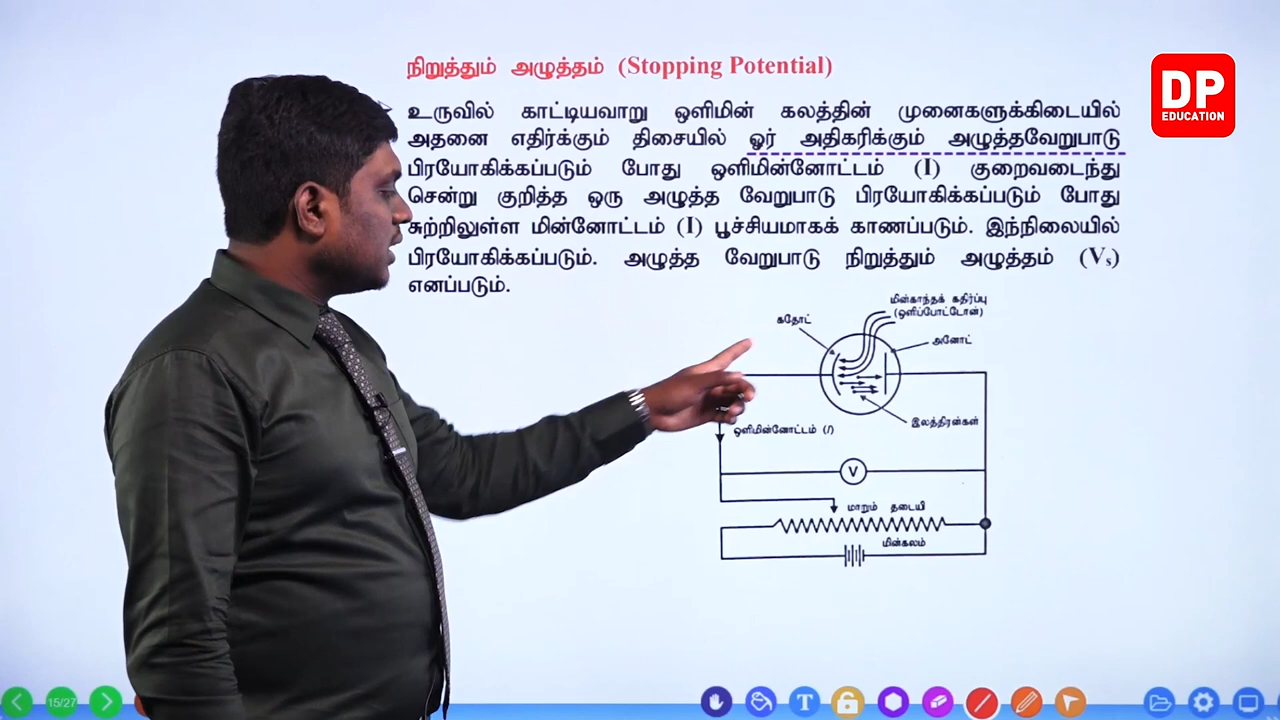 நிறுத்தும் அழுத்தம் (Stopping Potential)
DP
EDUCATION
உருவில் காட்டியவாறு ஒளிமின் கலத்தின் முனைகளுக்கிடையில்
அதனை எதிர்க்கும் திசையில் ஓர் அதிகரிக்கும் அழுத்தவேறுபாடு
பிரயோகிக்கப்படும் போது ஒளிமின்னோட்டம் (I) குறைவடைந்து
சென்று குறித்த ஒரு அழுத்த வேறுபாடு பிரயோகிக்கப்படும் போது
சுற்றிலுள்ள மின்னோட்டம் (I) பூச்சியமாகக் காணப்படும். இந்நிலையில்
பிரயோகிக்கப்படும். அழுத்த வேறுபாடு நிறுத்தும் அழுத்தம் (Vₛ)
எனப்படும்.
மின்காந்தக் கதிர்ப்பு
(ஒளிப்போட்டோன்)
கதோட்
அனோட்
இலத்திரன்கள்
ஒளிமின்னோட்டம் (I)
V
மாறும் தடையி
மின்கலம்
15/27
T